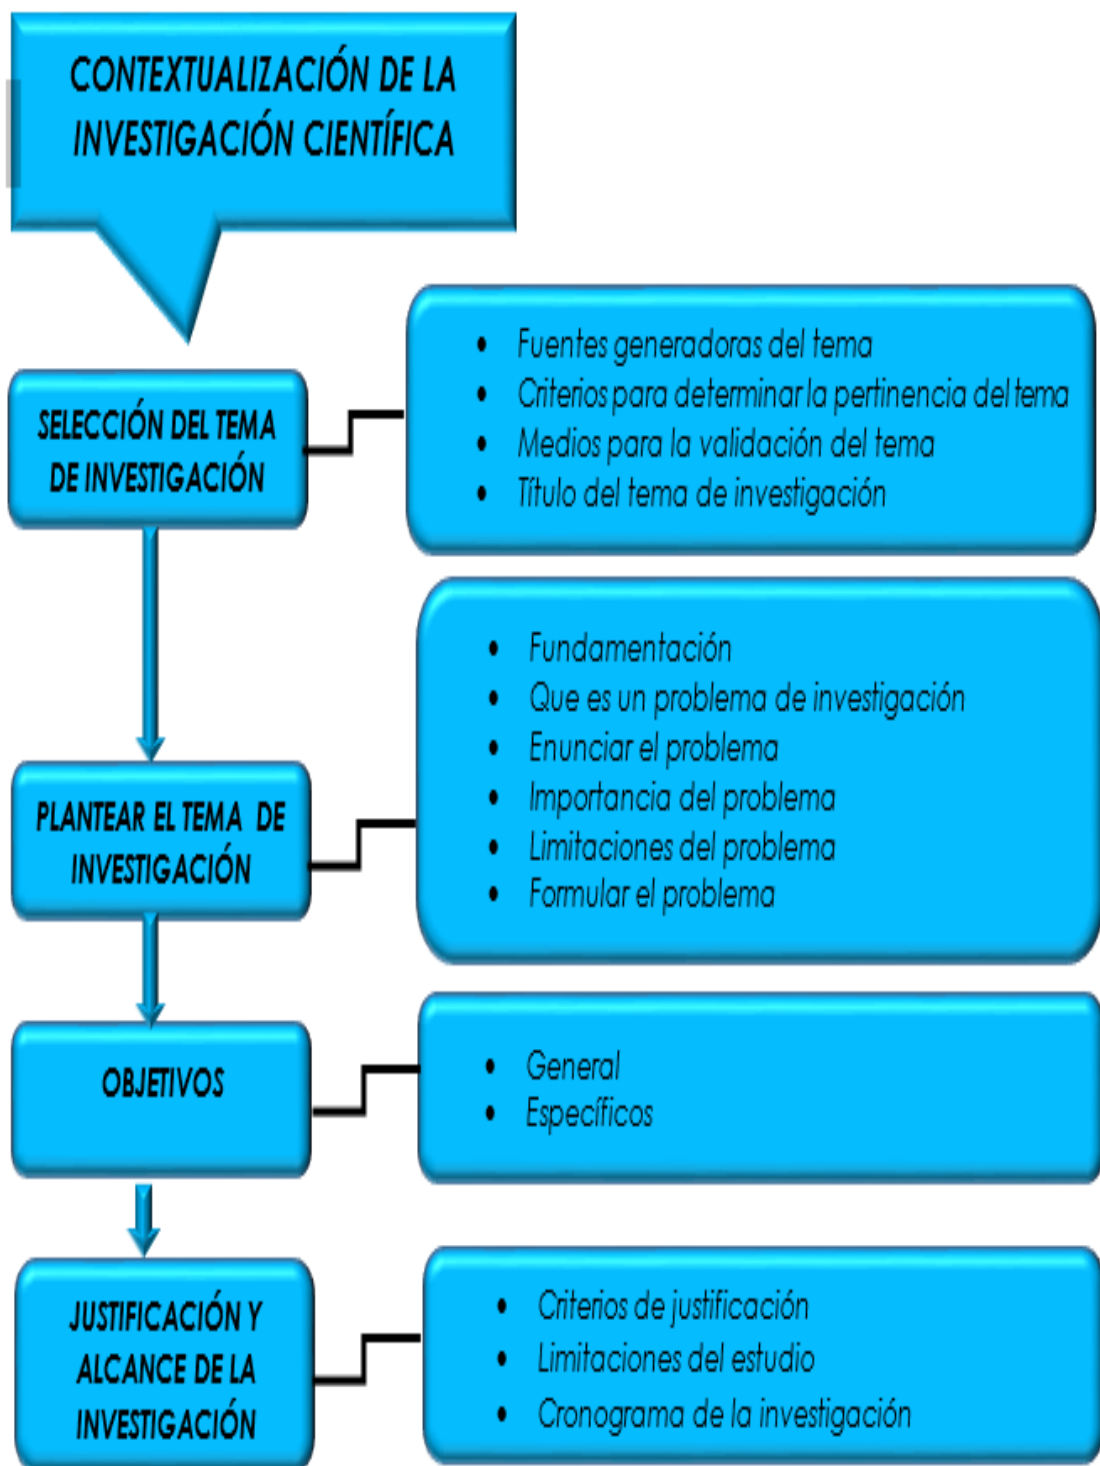 CONTEXTUALIZACIÓN DE LA
INVESTIGACIÓN CIENTÍFICA
SELECCIÓN DEL TEMA
DE INVESTIGACIÓN
• Fuentes generadoras del tema
• Criterios para determinar la pertinencia del tema
• Medios para la validación del tema
• Título del tema de investigación
PLANTEAR EL TEMA DE
INVESTIGACIÓN
• Fundamentación
• Que es un problema de investigación
• Enunciar el problema
• Importancia del problema
• Limitaciones del problema
• Formular el problema
OBJETIVOS
• General
• Específicos
JUSTIFICACIÓN Y
ALCANCE DE LA
INVESTIGACIÓN
• Criterios de justificación
• Limitaciones del estudio
• Cronograma de la investigación